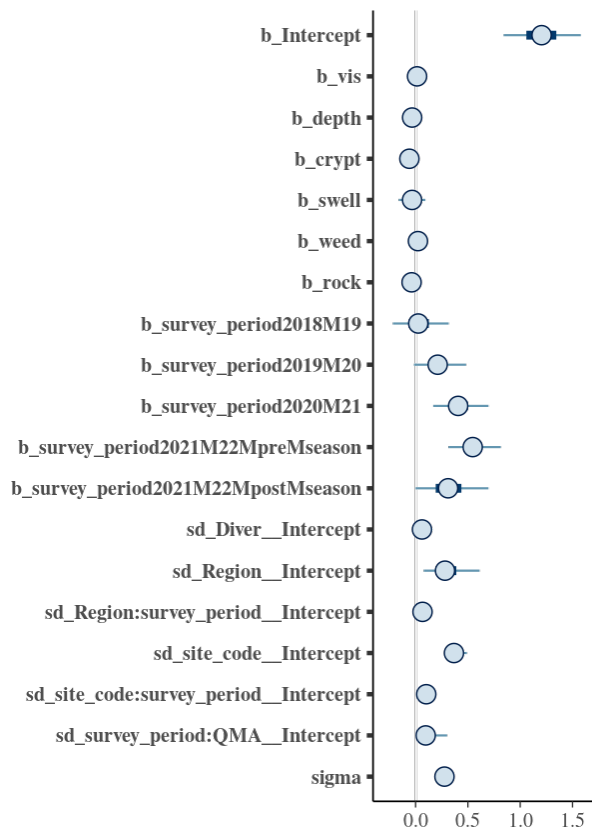 b_Intercept
b_vis
b_depth
b_crypt
b_swell
b_weed
b_rock
b_survey_period2018M19
b_survey_period2019M20
b_survey_period2020M21
b_survey_period2021M22MpreMseason
b_survey_period2021M22MpostMseason
sd_Diver__Intercept
sd_Region__Intercept
sd_Region:survey_period__Intercept
sd_site_code__Intercept
sd_site_code:survey_period__Intercept
sd_survey_period:QMA__Intercept
sigma
0.0 0.5 1.0 1.5